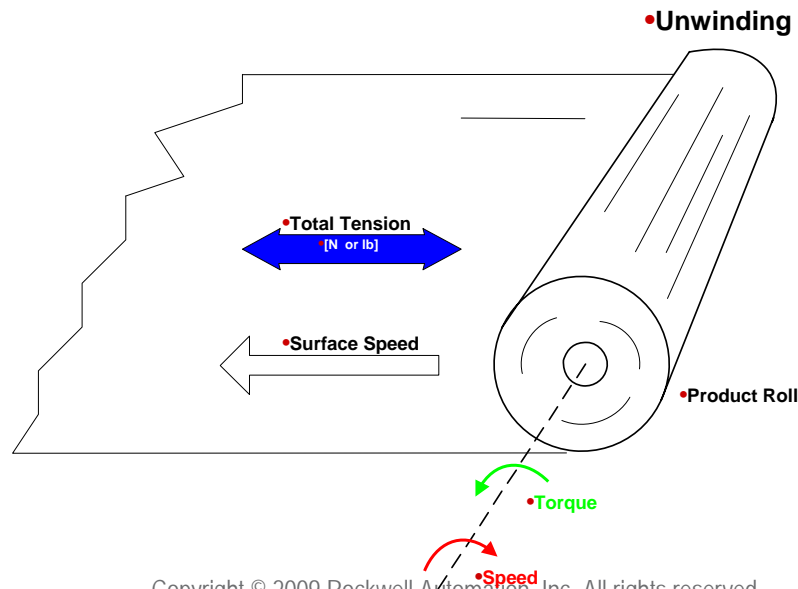 •Unwinding
•Total Tension
•[N or lb]
•Surface Speed
•Product Roll
•Torque
•Speed
Copyright © 2009 Rockwell Automation, Inc. All rights reserved.